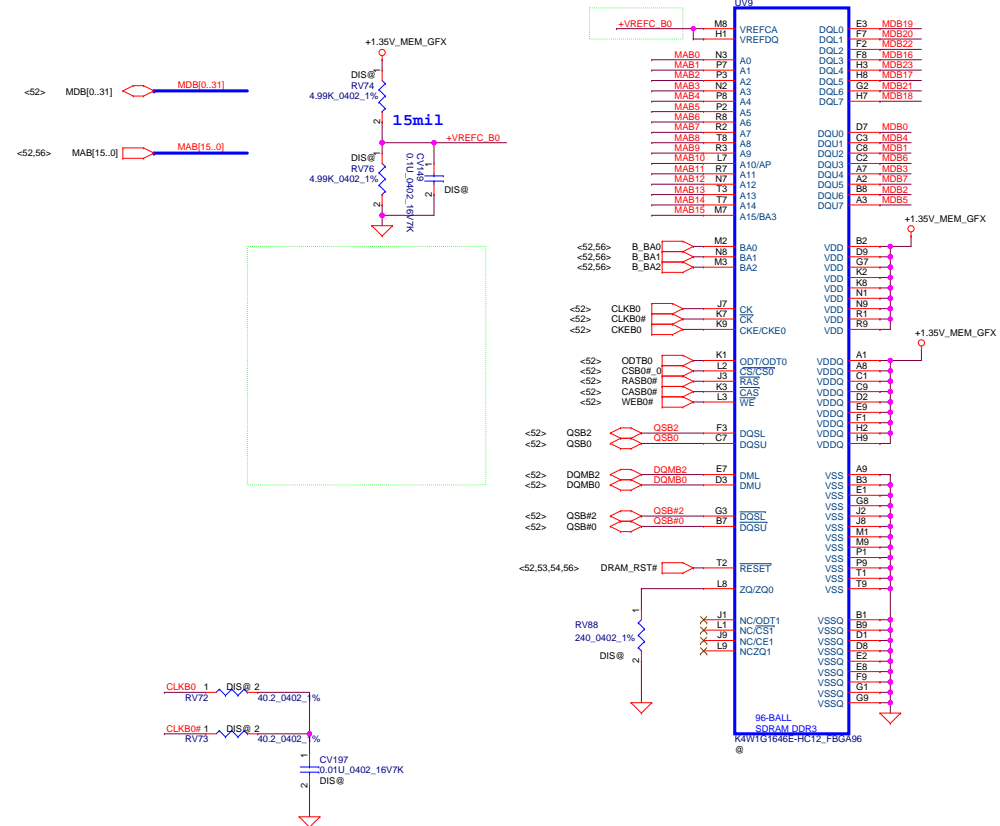 UV9
+VREFC_B0 M8 VREFCA DQL0 E3 MDB19
H1 VREFDQ DQL1 F7 MDB20
DQL2 F2 MDB22
MAB0 N3 A0 DQL3 F8 MDB16
MAB1 P7 A1 DQL4 H3 MDB23
MAB2 P3 A2 DQL5 H8 MDB17
MAB3 N2 A3 DQL6 G2 MDB21
MAB4 P8 A4 DQL7 H7 MDB18
MAB5 P2 A5
MAB6 R8 A6
MAB7 R2 A7 DQU0 D7 MDB0
MAB8 T8 A8 DQU1 C3 MDB4
MAB9 R3 A9 DQU2 C8 MDB1
MAB10 L7 A10/AP DQU3 C2 MDB6
MAB11 R7 A11 DQU4 A7 MDB3
MAB12 N7 A12 DQU5 A2 MDB7
MAB13 T3 A13 DQU6 B8 MDB2
MAB14 T7 A14 DQU7 A3 MDB5
MAB15 M7 A15/BA3
+1.35V_MEM_GFX
<52,56> B_BA0 M2 BA0 VDD B2
<52,56> B_BA1 N8 BA1 VDD D9
<52,56> B_BA2 M3 BA2 VDD G7
VDD K2
VDD K8
VDD N1
<52> CLKB0 J7 CK VDD N9
<52> CLKB0# K7 CK VDD R1
<52> CKEB0 K9 CKE/CKE0 VDD R9
+1.35V_MEM_GFX
<52> ODTB0 K1 ODT/ODT0 VDDQ A1
<52> CSB0#_0 L2 CS/CS0 VDDQ A8
<52> RASB0# J3 RAS VDDQ C1
<52> CASB0# K3 CAS VDDQ C9
<52> WEB0# L3 WE VDDQ D2
VDDQ E9
VDDQ F1
<52> QSB2 QSB2 F3 DQSL VDDQ H2
<52> QSB0 QSB0 C7 DQSU VDDQ H9
<52> DQMB2 DQMB2 E7 DML VSS A9
<52> DQMB0 DQMB0 D3 DMU VSS B3
VSS E1
VSS G8
<52> QSB#2 QSB#2 G3 DQSL VSS J2
<52> QSB#0 QSB#0 B7 DQSU VSS J8
VSS M1
VSS M9
VSS P1
<52,53,54,56> DRAM_RST# T2 RESET VSS P9
VSS T1
L8 ZQ/ZQ0 VSS T9
J1 NC/ODT1 VSSQ B1
L1 NC/CS1 VSSQ B9
J9 NC/CE1 VSSQ D1
L9 NCZQ1 VSSQ D8
VSSQ E2
VSSQ E8
VSSQ F9
VSSQ G1
VSSQ G9
1
RV88
240_0402_1%
DIS@
2
96-BALL
SDRAM DDR3
K4W1G1646E-HC12_FBGA96
@
+1.35V_MEM_GFX
<52> MDB[0..31] MDB[0..31]
<52,56> MAB[15..0] MAB[15..0]
1
DIS@
RV74
4.99K_0402_1%
2
15mil
+VREFC_B0
1
RV76
4.99K_0402_1%
DIS@
2
1
CV149
0.1U_0402_16V7K
DIS@
2
CLKB0 1 DIS@ 2
RV72 40.2_0402_1%
CLKB0# 1 DIS@ 2
RV73 40.2_0402_1%
1
CV197
0.01U_0402_16V7K
DIS@
2